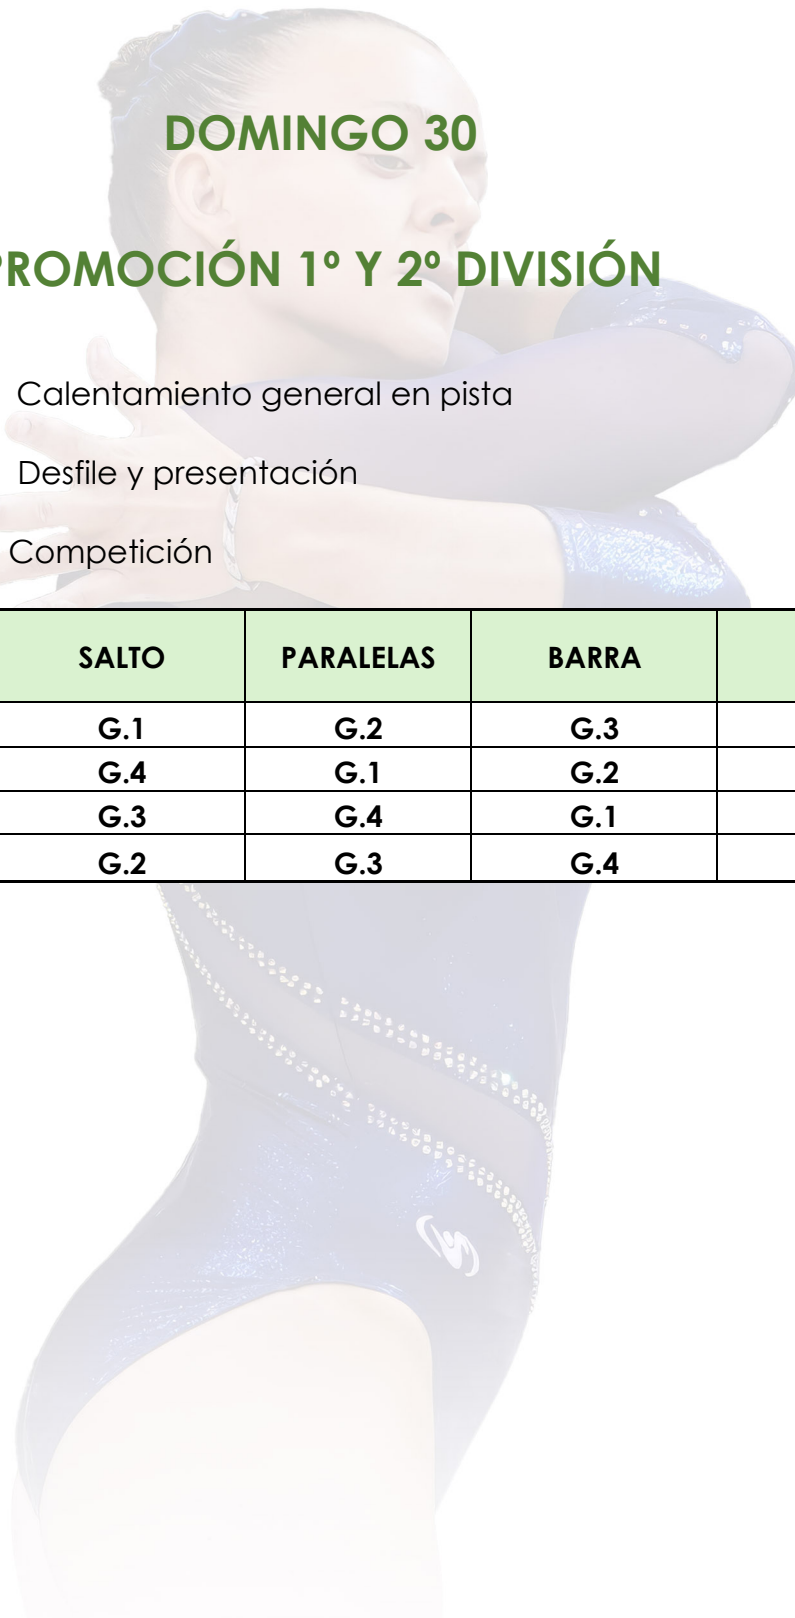 DOMINGO 30
PROMOCIÓN 1º Y 2º DIVISIÓN
Calentamiento general en pista
Desfile y presentación
Competición
SALTO PARALELAS BARRA
G.1 G.2 G.3
G.4 G.1 G.2
G.3 G.4 G.1
G.2 G.3 G.4